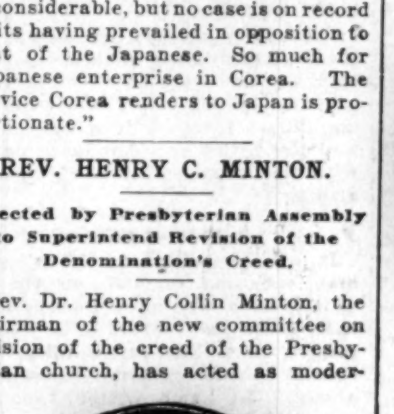 considerable, but no case is on record
its having prevailed in opposition to
of the Japanese. So much for
panese enterprise in Corea. The
vice Corea renders to Japan is pro-
tionate."
REV. HENRY C. MINTON.
ected by Presbyterian Assembly
to Superintend Revision of the
Denomination's Creed.
ev. Dr. Henry Collin Minton, the
irman of the new committee on
ision of the creed of the Presby-
an church, has acted as moder-